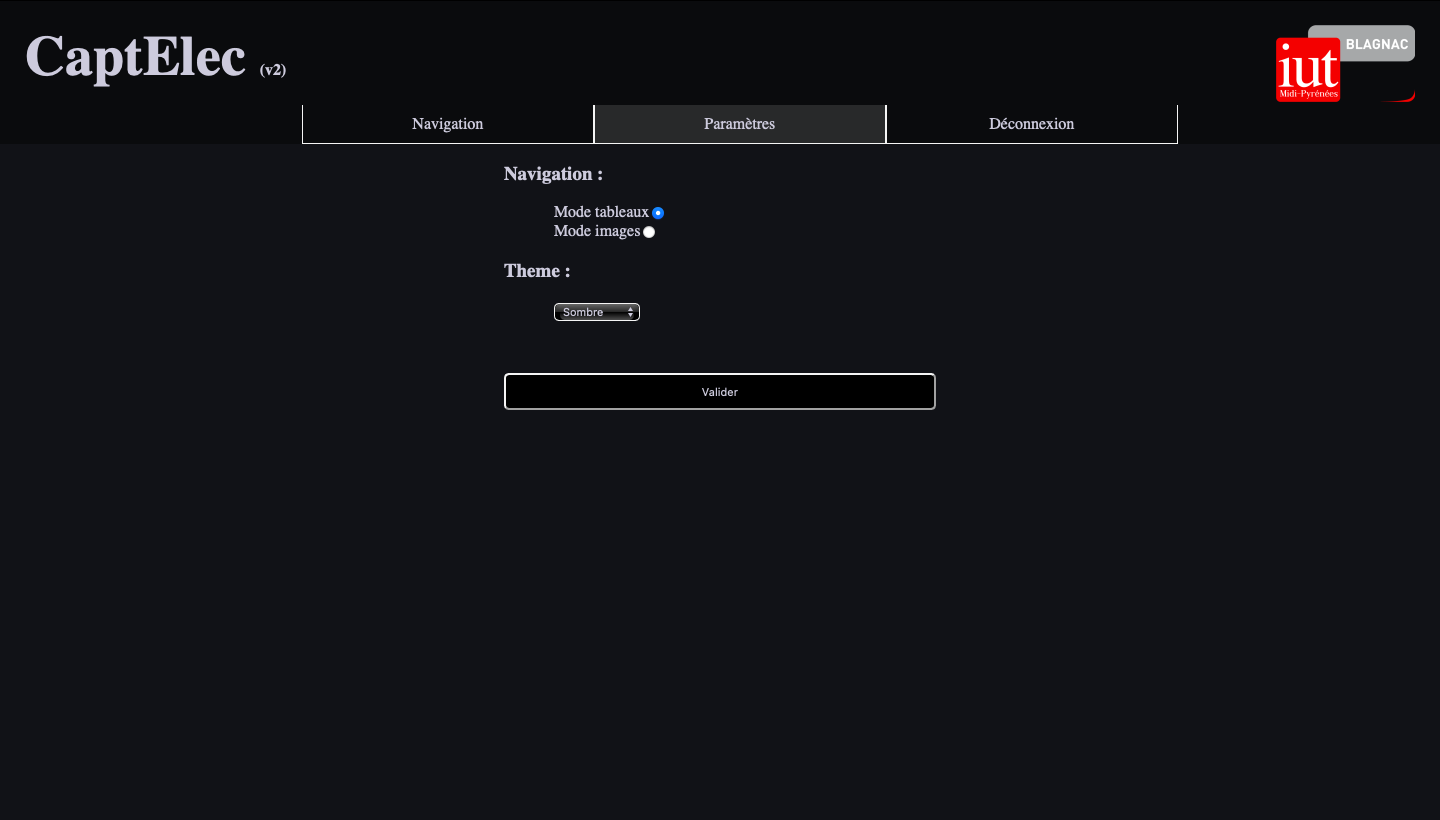 CaptElec (v2)
BLAGNAC
iut
Midi-Pyrénées
Navigation
Paramètres
Déconnexion
Navigation :
Mode tableaux
Mode images
Theme :
Sombre
Valider